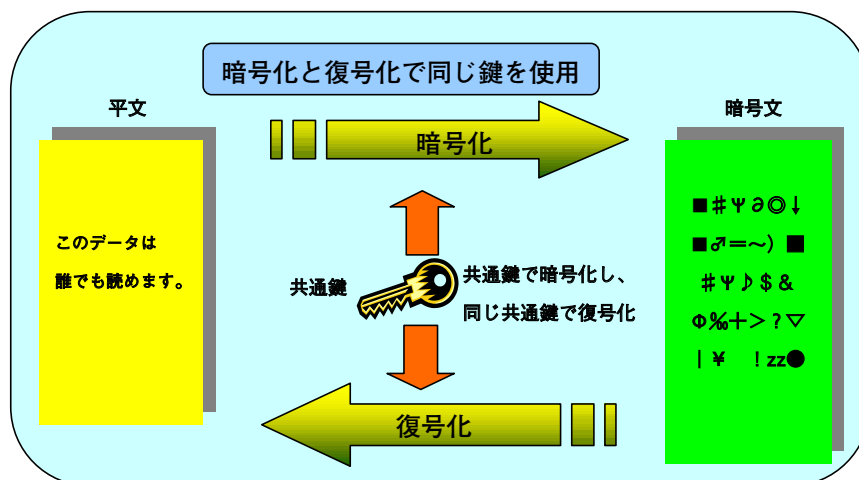 暗号化と復号化で同じ鍵を使用
平文
暗号文
暗号化
このデータは
誰でも読めます。
共通鍵
共通鍵で暗号化し、
同じ共通鍵で復号化
■♯Ψ∂◎↓
■♂＝～）■
♯Ψ♪＄＆
Φ‰＋＞？▽
｜￥　！zz●
復号化